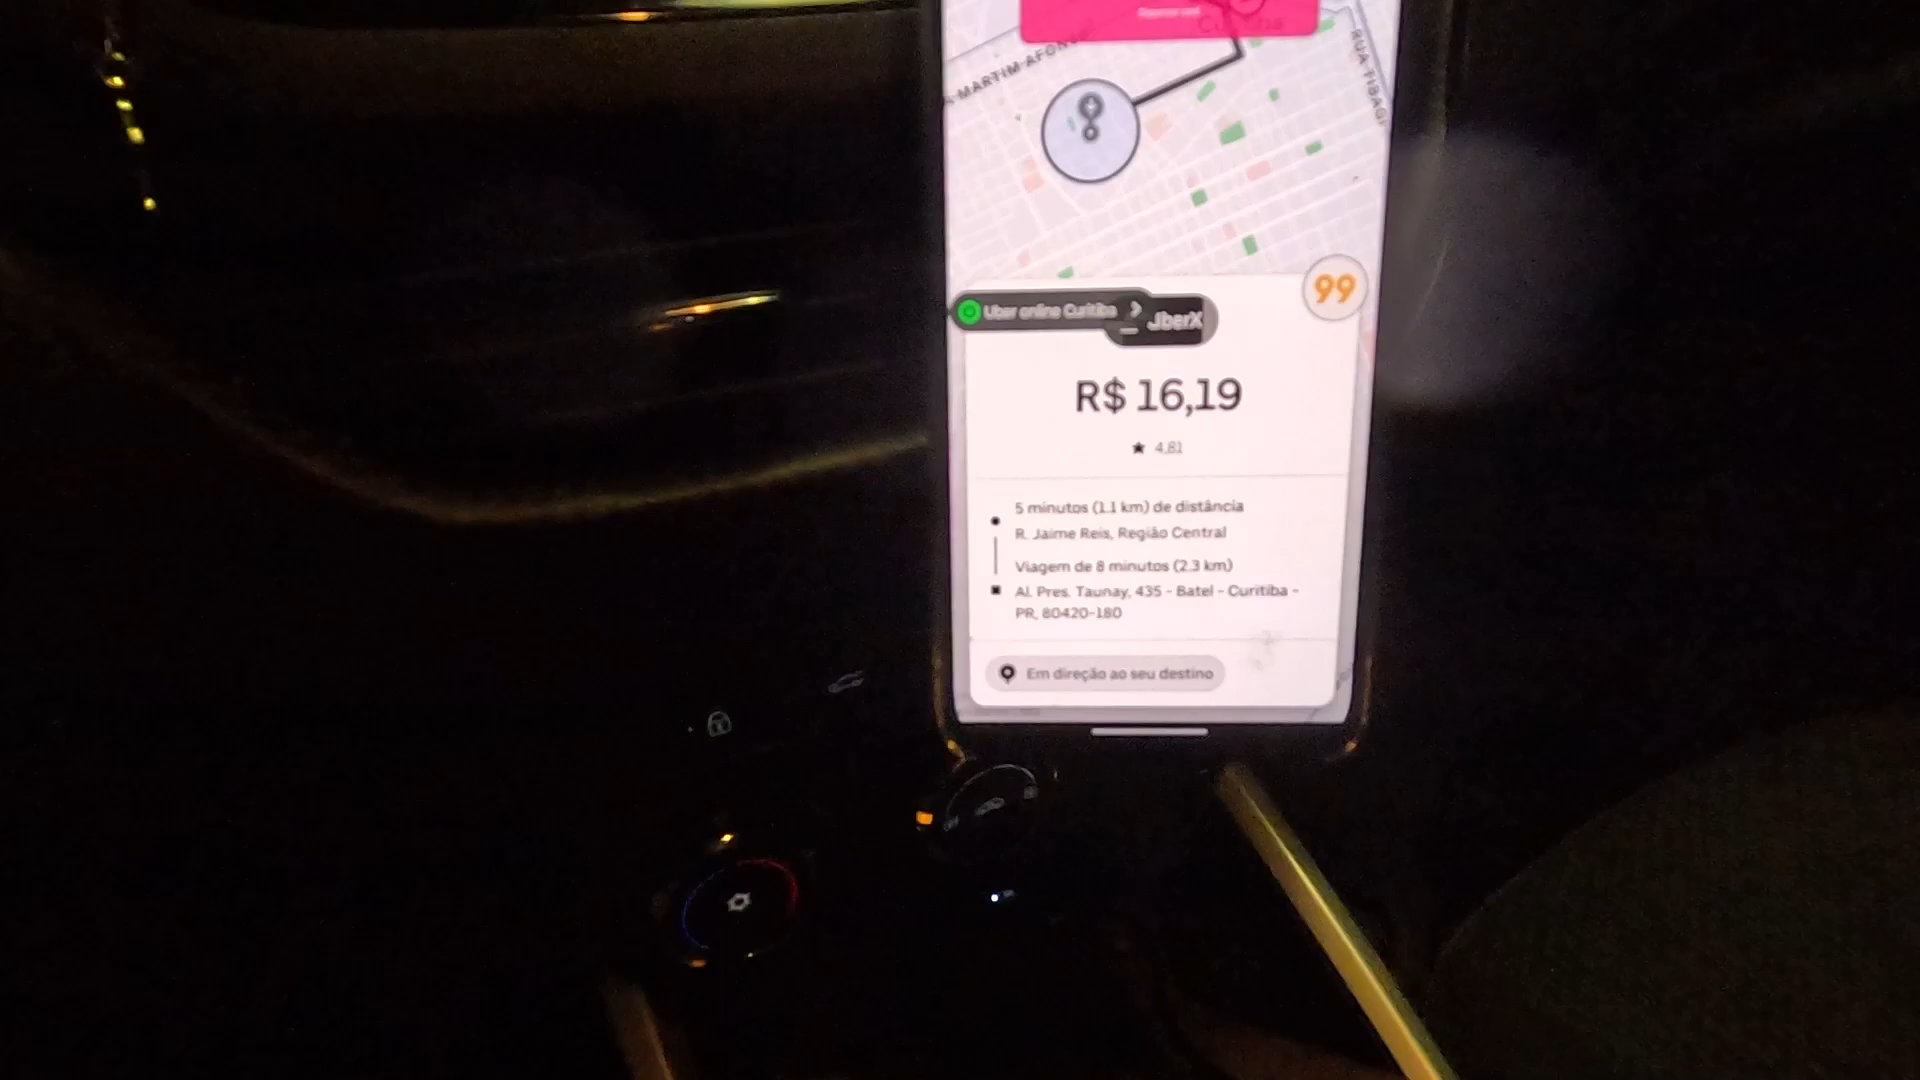 MARTIM AFON
RUA TIBAGI
99
Uber online Curitiba
JberX
R$ 16,19
4,81
5 minutos (1.1 km) de distância
R. Jaime Reis, Região Central
Viagem de 8 minutos (2.3 km)
Al. Pres. Taunay, 435 - Batel - Curitiba -
PR, 80420-180
Em direção ao seu destino